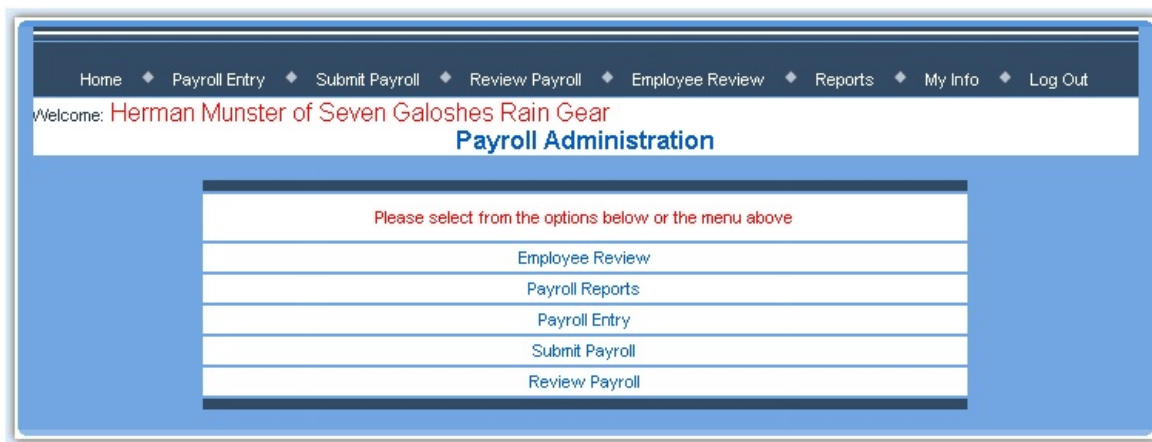 Home Payroll Entry Submit Payroll Review Payroll Employee Review Reports My Info Log Out
Welcome: Herman Munster of Seven Galoshes Rain Gear
Payroll Administration
Please select from the options below or the menu above
Employee Review
Payroll Reports
Payroll Entry
Submit Payroll
Review Payroll